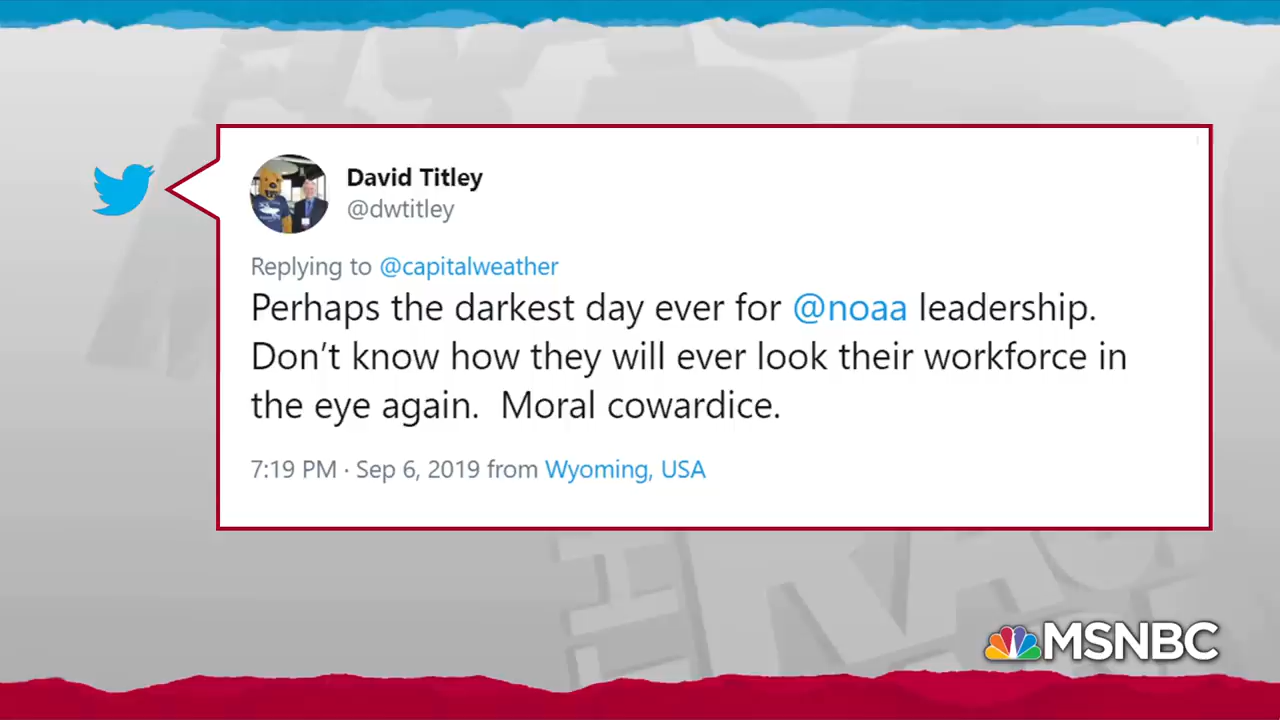 David Titley
@dwtitley
Replying to @capitalweather
Perhaps the darkest day ever for @noaa leadership.
Don’t know how they will ever look their workforce in
the eye again.  Moral cowardice.
7:19 PM · Sep 6, 2019 from Wyoming, USA
MSNBC